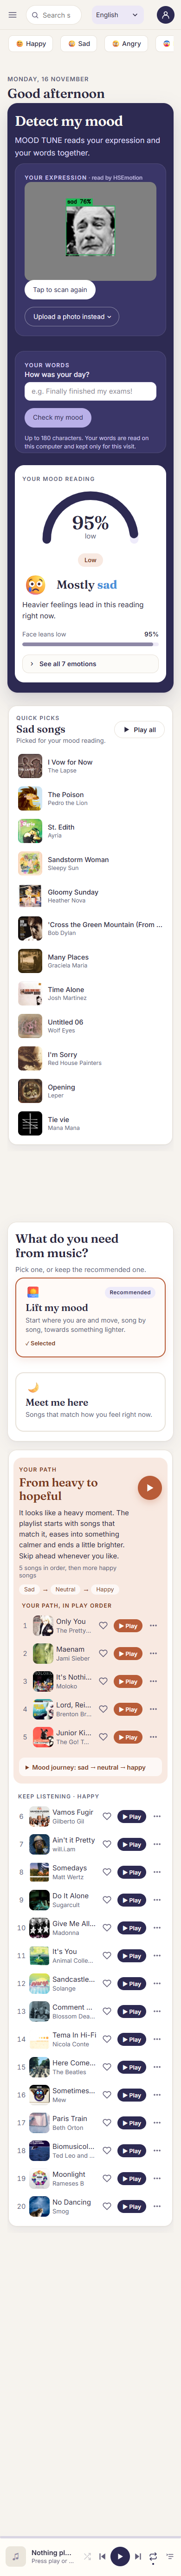 Search s
English
Happy
Sad
Angry
MONDAY, 16 NOVEMBER
Good afternoon
Detect my mood
MOOD TUNE reads your expression and
your words together.
YOUR EXPRESSION · read by HSEmotion
sad 76%
Tap to scan again
Upload a photo instead
YOUR WORDS
How was your day?
e.g. Finally finished my exams!
Check my mood
Up to 180 characters. Your words are read on
this computer and kept only for this visit.
YOUR MOOD READING
95%
low
Low
Mostly sad
Heavier feelings lead in this reading
right now.
Face leans low 95%
See all 7 emotions
QUICK PICKS
Sad songs
Picked for your mood reading.
Play all
I Vow for Now
The Lapse
The Poison
Pedro the Lion
St. Edith
Ayria
Sandstorm Woman
Sleepy Sun
Gloomy Sunday
Heather Nova
'Cross the Green Mountain (From ...
Bob Dylan
Many Places
Graciela Maria
Time Alone
Josh Martinez
Untitled 06
Wolf Eyes
I'm Sorry
Red House Painters
Opening
Leper
Tie vie
Mana Mana
What do you need
from music?
Pick one, or keep the recommended one.
Recommended
Lift my mood
Start where you are and move, song by
song, towards something lighter.
✓ Selected
Meet me here
Songs that match how you feel right now.
YOUR PATH
From heavy to
hopeful
It looks like a heavy moment. The
playlist starts with songs that
match it, eases into something
calmer and ends a little brighter.
Skip ahead whenever you like.
5 songs in order, then more happy
songs
Sad → Neutral → Happy
YOUR PATH, IN PLAY ORDER
1 Only You Play
The Pretty...
2 Maenam Play
Jami Sieber
3 It's Nothi... Play
Moloko
4 Lord, Rei... Play
Brenton Br...
5 Junior Ki... Play
The Go! T...
Mood journey: sad → neutral → happy
KEEP LISTENING · HAPPY
6 Vamos Fugir Play
Gilberto Gil
7 Ain't it Pretty Play
will.i.am
8 Somedays Play
Matt Wertz
9 Do It Alone Play
Sugarcult
10 Give Me All... Play
Madonna
11 It's You Play
Animal Colle...
12 Sandcastle... Play
Solange
13 Comment ... Play
Blossom Dea...
14 Tema In Hi-Fi Play
Nicola Conte
15 Here Come... Play
The Beatles
16 Sometimes... Play
Maw
17 Paris Train Play
Beth Orton
18 Biomusicol... Play
Ted Leo and ...
19 Moonlight Play
Rameses B
20 No Dancing Play
Smog
Nothing pl...
Press play or ...